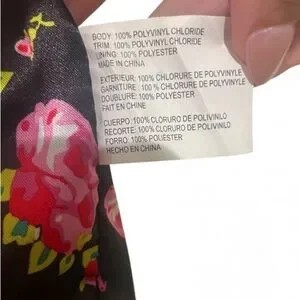 BODY: 100% POLYVINYL CHLORIDE
TRIM: 100% POLYVINYL CHLORIDE
LINING: 100% POLYESTER
MADE IN CHINA
EXTERIEUR: 100% CHLORURE DE POLYVINYLE
GARNITURE: 100% CHLORURE DE POLYVINYLE
DOUBLURE: 100% POLYESTER
FAIT EN CHINE
CUERPO: 100% CLORURO DE POLIVINILO
RECORTE: 100% CLORURO DE POLIVINILO
FORRO: 100% POLIÉSTER
HECHO EN CHINA